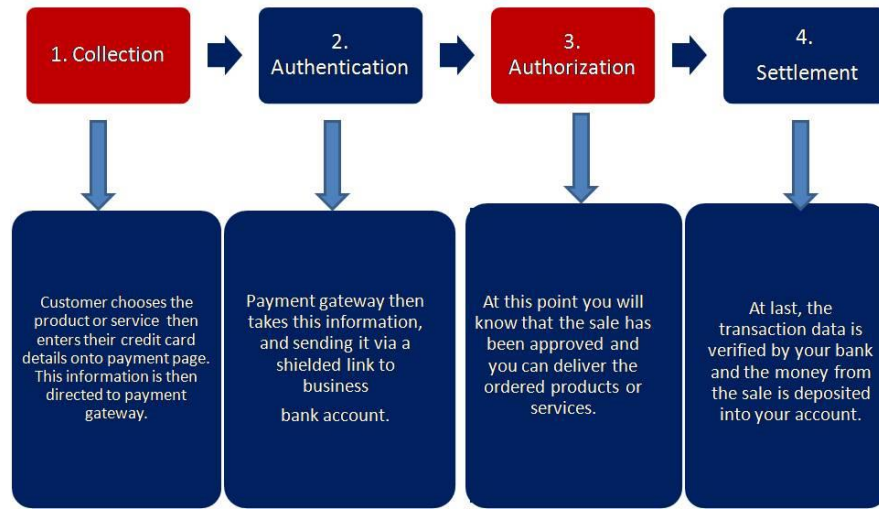 1. Collection
2.
Authentication
3.
Authorization
4.
Settlement
Customer chooses the
product or service then
enters their credit card
details onto payment page.
This information is then
directed to payment
gateway.
Payment gateway then
takes this information,
and sending it via a
shielded link to
business
bank account.
At this point you will
know that the sale has
been approved and
you can deliver the
ordered products or
services.
At last, the
transaction data is
verified by your bank
and the money from
the sale is deposited
into your account.